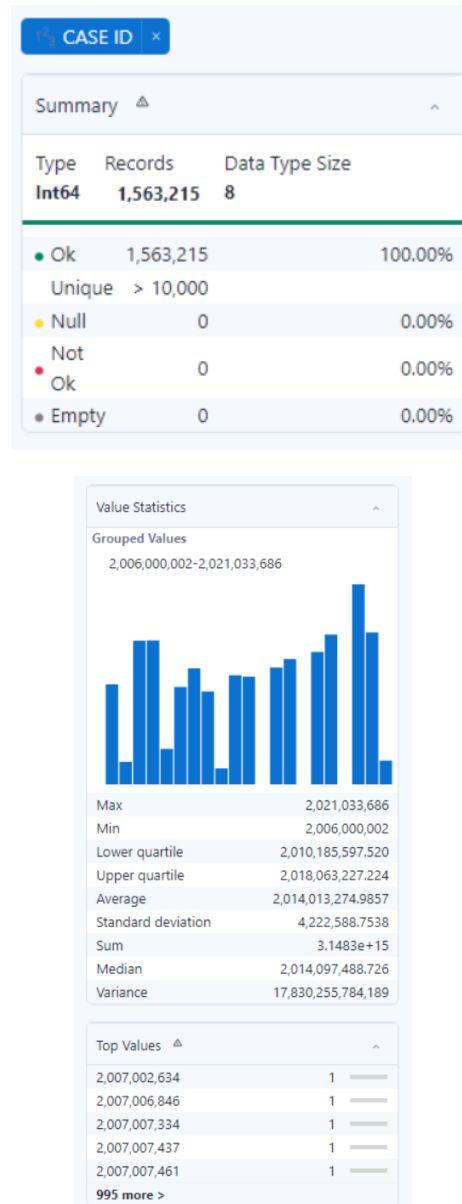 123 CASE ID ×
Summary
Type Records Data Type Size
Int64 1,563,215 8
Ok 1,563,215 100.00%
Unique > 10,000
Null 0 0.00%
Not Ok 0 0.00%
Empty 0 0.00%
Value Statistics
Grouped Values
2,006,000,002-2,021,033,686
Max 2,021,033,686
Min 2,006,000,002
Lower quartile 2,010,185,597.520
Upper quartile 2,018,063,227.224
Average 2,014,013,274.9857
Standard deviation 4,222,588.7538
Sum 3.1483e+15
Median 2,014,097,488.726
Variance 17,830,255,784,189
Top Values
2,007,002,634 1
2,007,006,846 1
2,007,007,334 1
2,007,007,437 1
2,007,007,461 1
995 more >